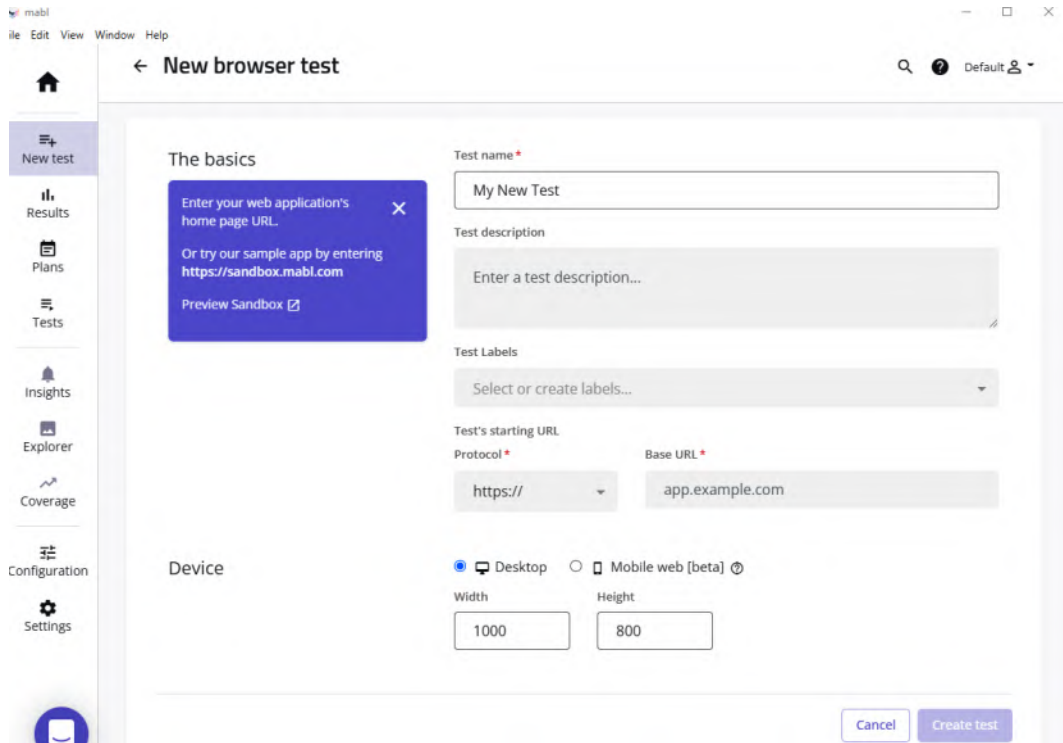 mabl
ile Edit View Window Help
New browser test
Default
New test
Results
Plans
Tests
Insights
Explorer
Coverage
Configuration
Settings
The basics
Enter your web application's
home page URL.
Or try our sample app by entering
https://sandbox.mabl.com
Preview Sandbox
Test name *
My New Test
Test description
Enter a test description...
Test Labels
Select or create labels...
Test's starting URL
Protocol * Base URL *
https:// app.example.com
Device
Desktop Mobile web [beta]
Width Height
1000 800
Cancel Create test